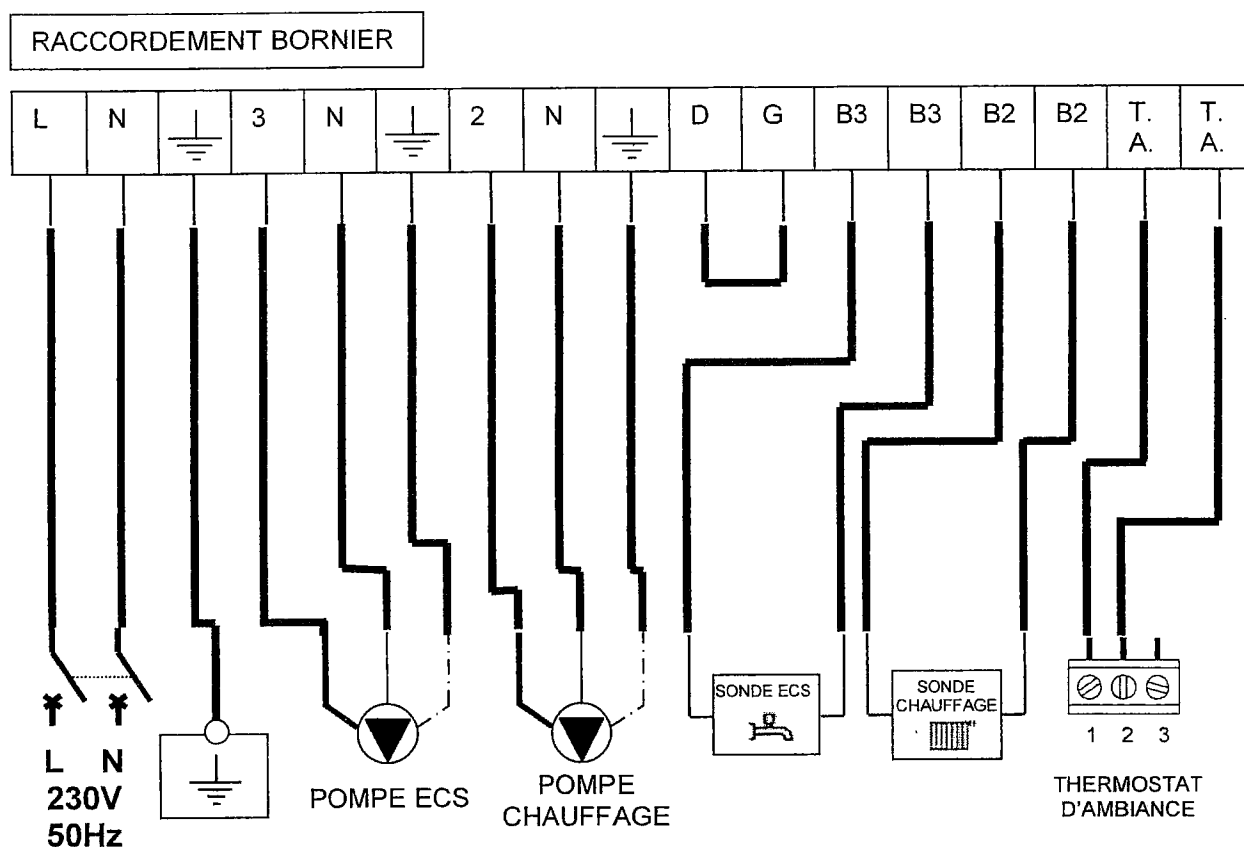 RACCORDEMENT BORNIER
L N 3 N 2 N D G B3 B3 B2 B2 T. T.
A. A.
SONDE ECS
SONDE
CHAUFFAGE
1 2 3
L N
230V
50Hz
POMPE ECS
POMPE
CHAUFFAGE
THERMOSTAT
D'AMBIANCE